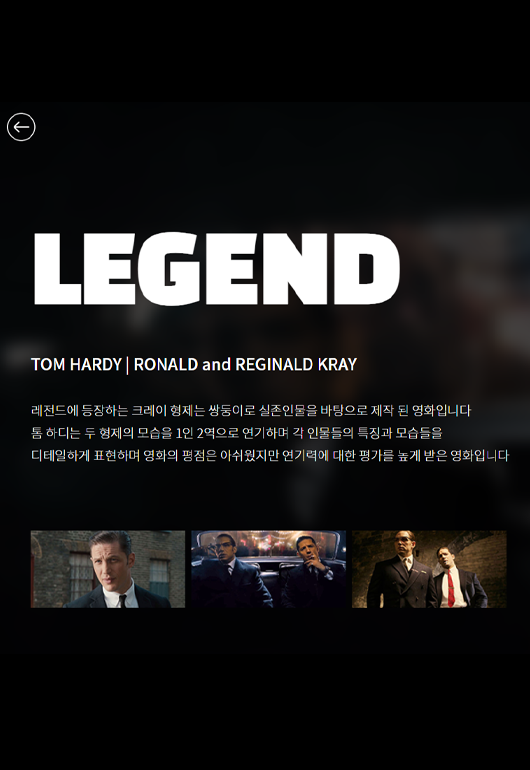 LEGEND
TOM HARDY | RONALD and REGINALD KRAY
레전드에 등장하는 크레이 형제는 쌍둥이로 실존인물을 바탕으로 제작 된 영화입니다
톰 하디는 두 형제의 모습을 1인 2역으로 연기하며 각 인물들의 특징과 모습들을
디테일하게 표현하며 영화의 평점은 아쉬웠지만 연기력에 대한 평가를 높게 받은 영화입니다